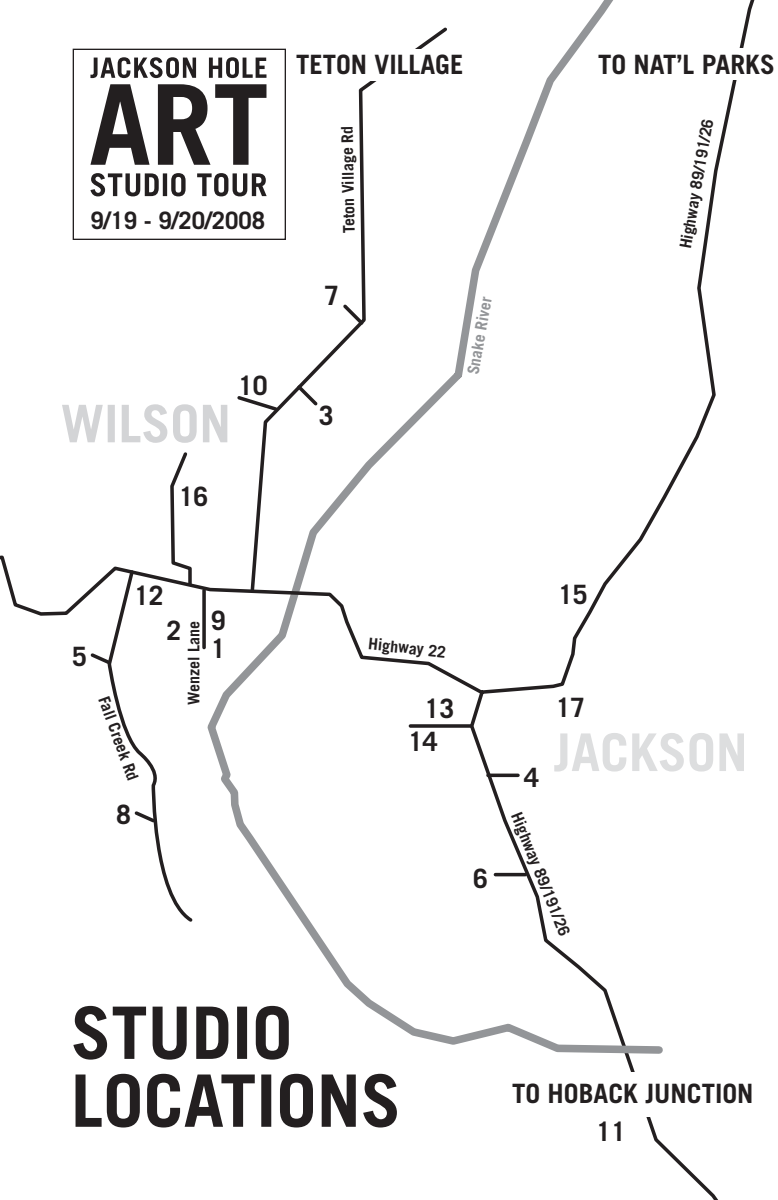 JACKSON HOLE
ART
STUDIO TOUR
9/19 - 9/20/2008
TETON VILLAGE
TO NAT'L PARKS
Teton Village Rd
Highway 89/191/26
7
Snake River
10
3
WILSON
16
12
15
2
9
1
Wenzel Lane
5
Highway 22
Fall Creek Rd
13
17
14
JACKSON
4
8
Highway 89/191/26
6
STUDIO
LOCATIONS
TO HOBACK JUNCTION
11